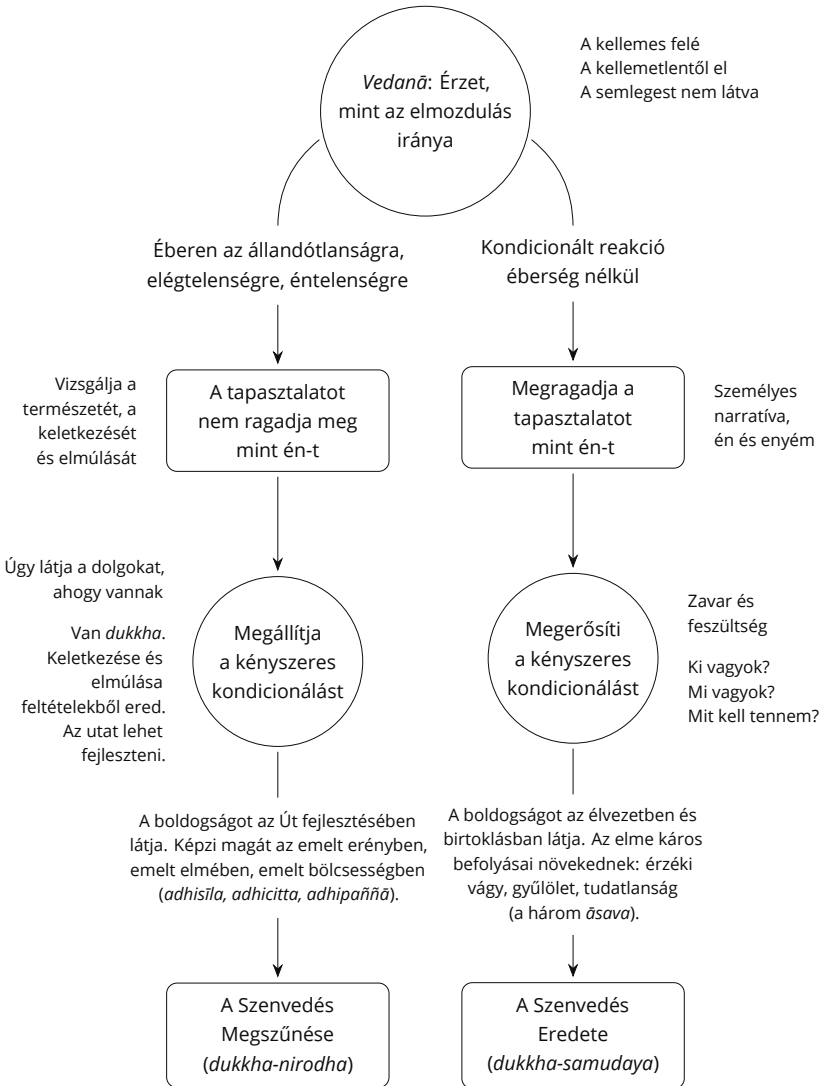 Vedanā: Érzet,
mint az elmozdulás
iránya
A kellemes felé
A kellemetlentől el
A semlegest nem látva
Éberen az állandótlanságra,
elégtelenségre, éntelenségre
Kondicionált reakció
éberség nélkül
Vizsgálja a
természetét, a
keletkezését
és elmúlását
A tapasztalatot
nem ragadja meg
mint én-t
Megragadja a
tapasztalatot
mint én-t
Személyes
narratíva,
én és enyém
Úgy látja a dolgokat,
ahogy vannak
Van dukkha.
Keletkezése és
elmúlása
feltételekből ered.
Az utat lehet
fejleszteni.
Megállítja
a kényszeres
kondicionálást
Megerősíti
a kényszeres
kondicionálást
Zavar és
feszültség
Ki vagyok?
Mi vagyok?
Mit kell tennem?
A boldogságot az Út fejlesztésében
látja. Képzi magát az emelt erényben,
emelt elmében, emelt bölcsességben
(adhisīla, adhicitta, adhipaññā).
A boldogságot az élvezetben és
birtoklásban látja. Az elme káros
befolyásai növekednek: érzéki
vágy, gyűlölet, tudatlanság
(a három āsava).
A Szenvedés
Megszűnése
(dukkha-nirodha)
A Szenvedés
Eredete
(dukkha-samudaya)